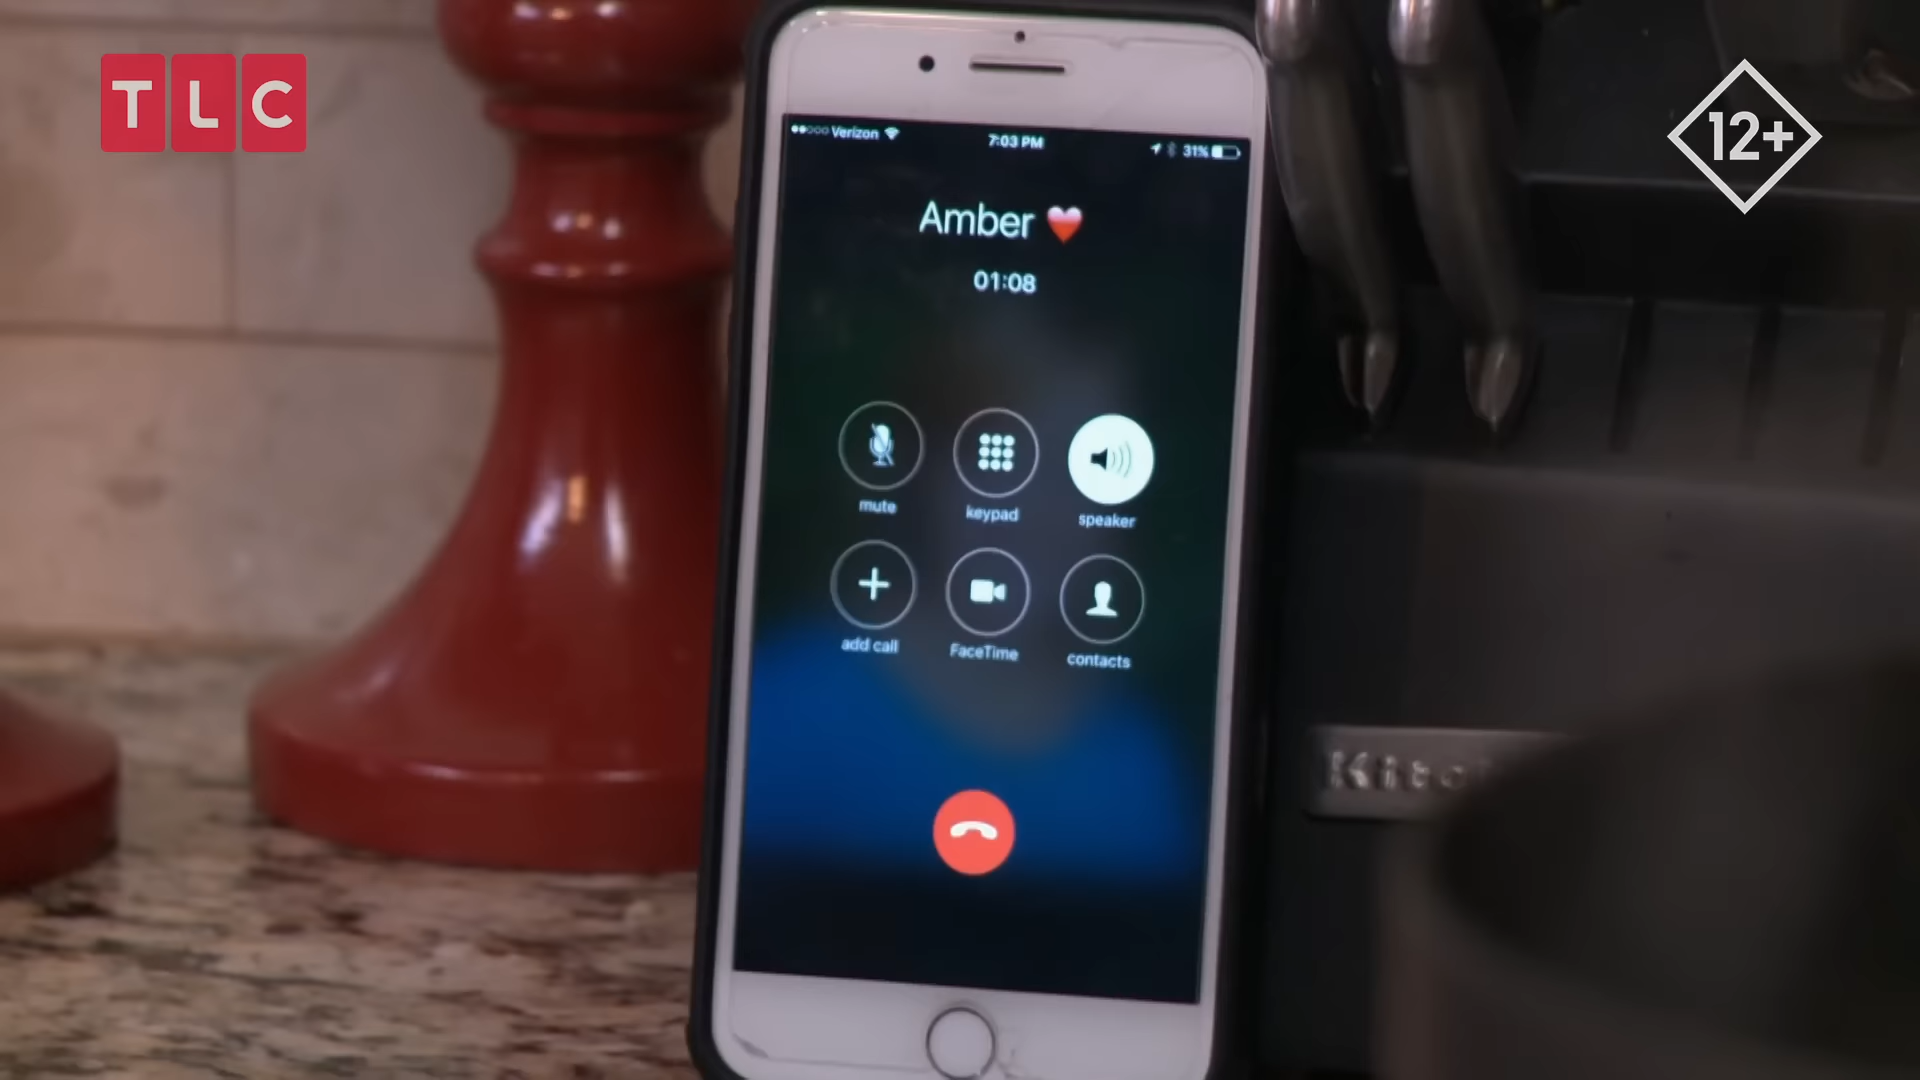 TLC
12+
Verizon
7:03 PM
31%
Amber ❤️
01:08
mute
keypad
speaker
add call
FaceTime
contacts